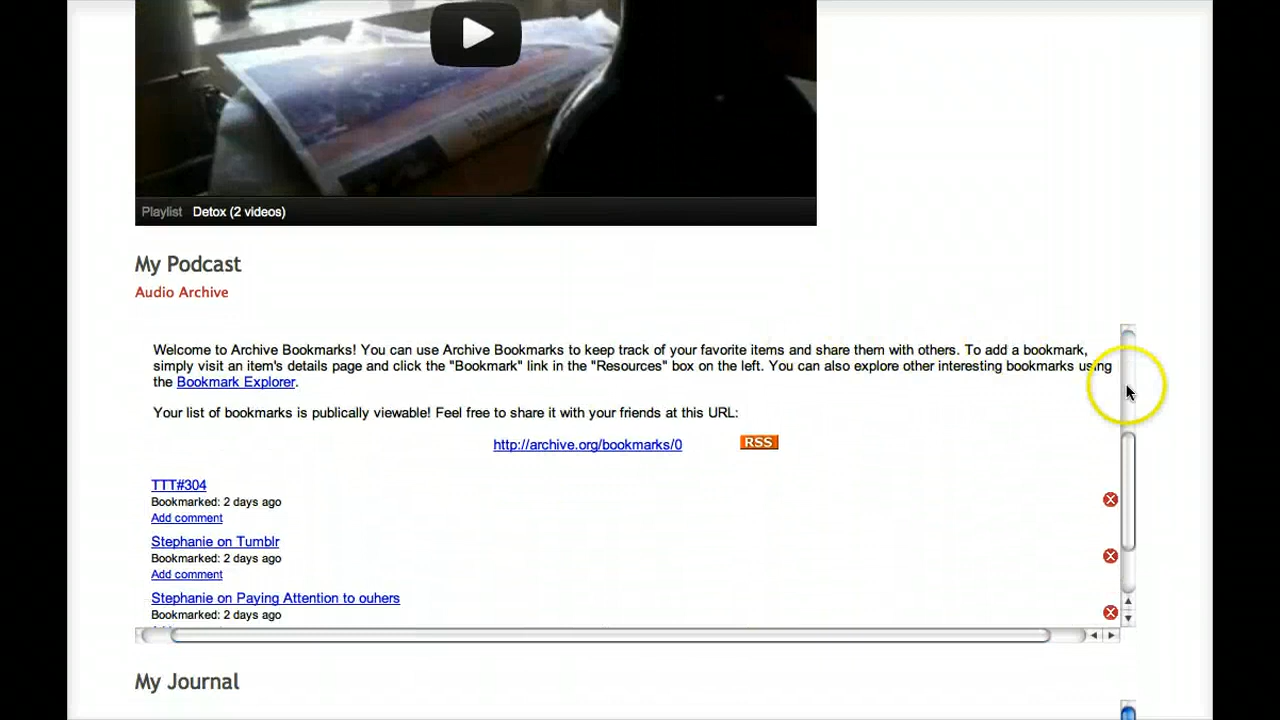 Playlist Detox (2 videos)
My Podcast
Audio Archive
Welcome to Archive Bookmarks! You can use Archive Bookmarks to keep track of your favorite items and share them with others. To add a bookmark,
simply visit an item's details page and click the "Bookmark" link in the "Resources" box on the left. You can also explore other interesting bookmarks using
the Bookmark Explorer.
Your list of bookmarks is publically viewable! Feel free to share it with your friends at this URL:
http://archive.org/bookmarks/0 RSS
TTT#304
Bookmarked: 2 days ago
Add comment
Stephanie on Tumblr
Bookmarked: 2 days ago
Add comment
Stephanie on Paying Attention to ouhers
Bookmarked: 2 days ago
My Journal